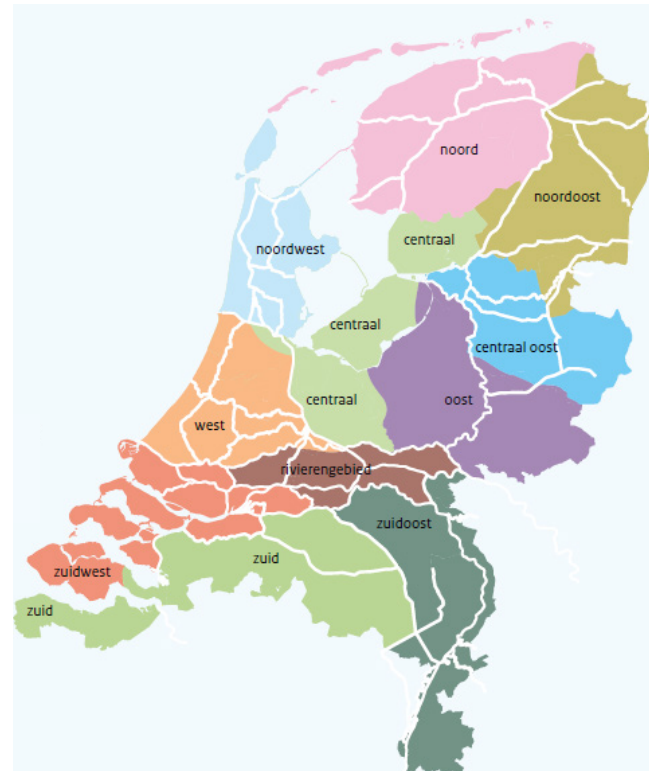 noord
noordoost
centraal
noordwest
centraal
centraal oost
centraal
oost
west
rivierengebied
zuidoost
zuid
zuidwest
zuid